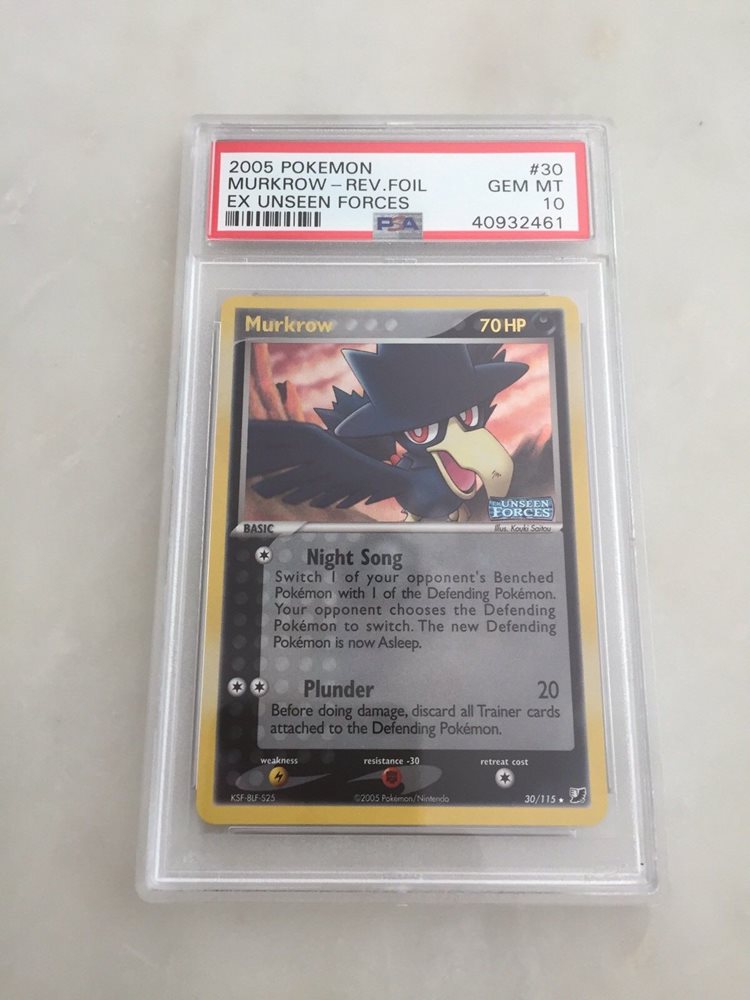 2005 POKEMON #30
MURKROW - REV.FOIL GEM MT
EX UNSEEN FORCES 10
PSA 40932461
Murkrow 70 HP
EX UNSEEN
FORCES
BASIC Illus. Kouki Saitou
Night Song
Switch 1 of your opponent's Benched
Pokémon with 1 of the Defending Pokémon.
Your opponent chooses the Defending
Pokémon to switch. The new Defending
Pokémon is now Asleep.
Plunder 20
Before doing damage, discard all Trainer cards
attached to the Defending Pokémon.
weakness resistance -30 retreat cost
KSF-BLF-S25 ©2005 Pokémon/Nintendo 30/115 ★